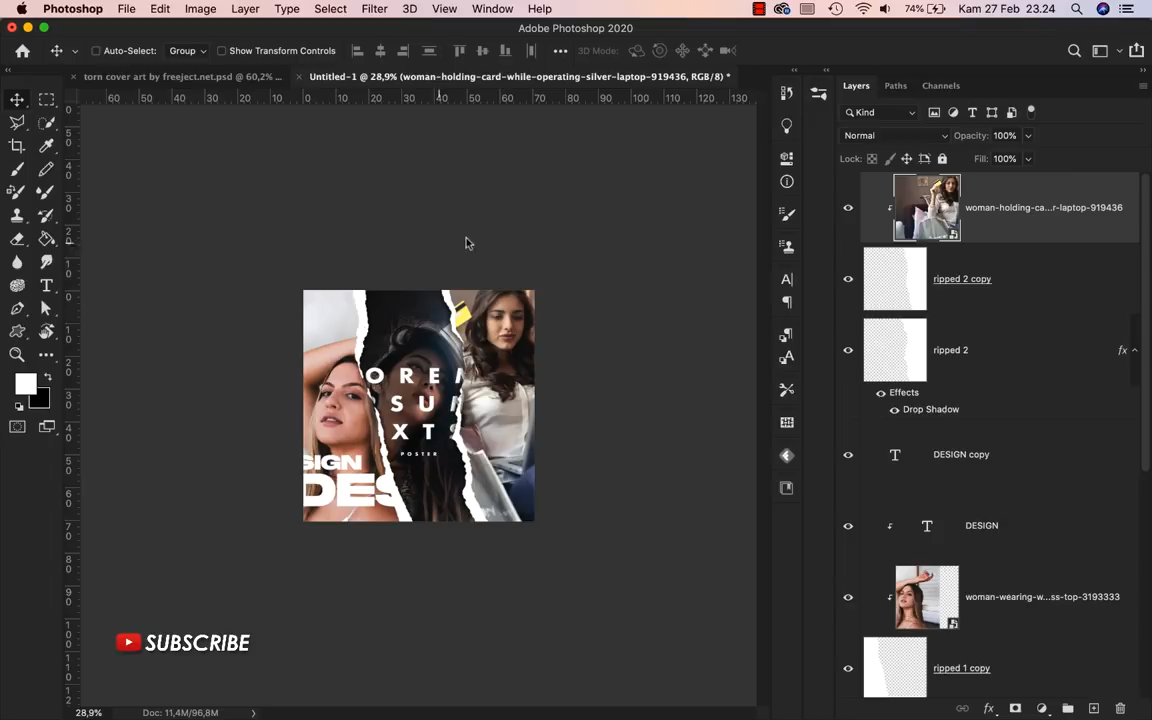 Photoshop File Edit Image Layer Type Select Filter 3D View Window Help 74% Kam 27 Feb 23.24
Adobe Photoshop 2020
Auto-Select: Group Show Transform Controls 3D Mode:
torn cover art by freeject.net.psd @ 60,2% ...
Untitled-1 @ 28,9% (woman-holding-card-while-operating-silver-laptop-919436, RGB/8) *
Layers Paths Channels
60 50 40 30 20 10 0 10 20 30 40 50 60 70 80 90 100 110 120 130
Kind
Normal Opacity: 100%
Lock: Fill: 100%
woman-holding-ca...r-laptop-919436
ripped 2 copy
ripped 2 fx
Effects
Drop Shadow
DESIGN copy
DESIGN
woman-wearing-w...ss-top-3193333
ripped 1 copy
OREM
SU
XT
POSTER
SIGN
DES
SUBSCRIBE
28,9% Doc: 11,4M/96,8M
fx